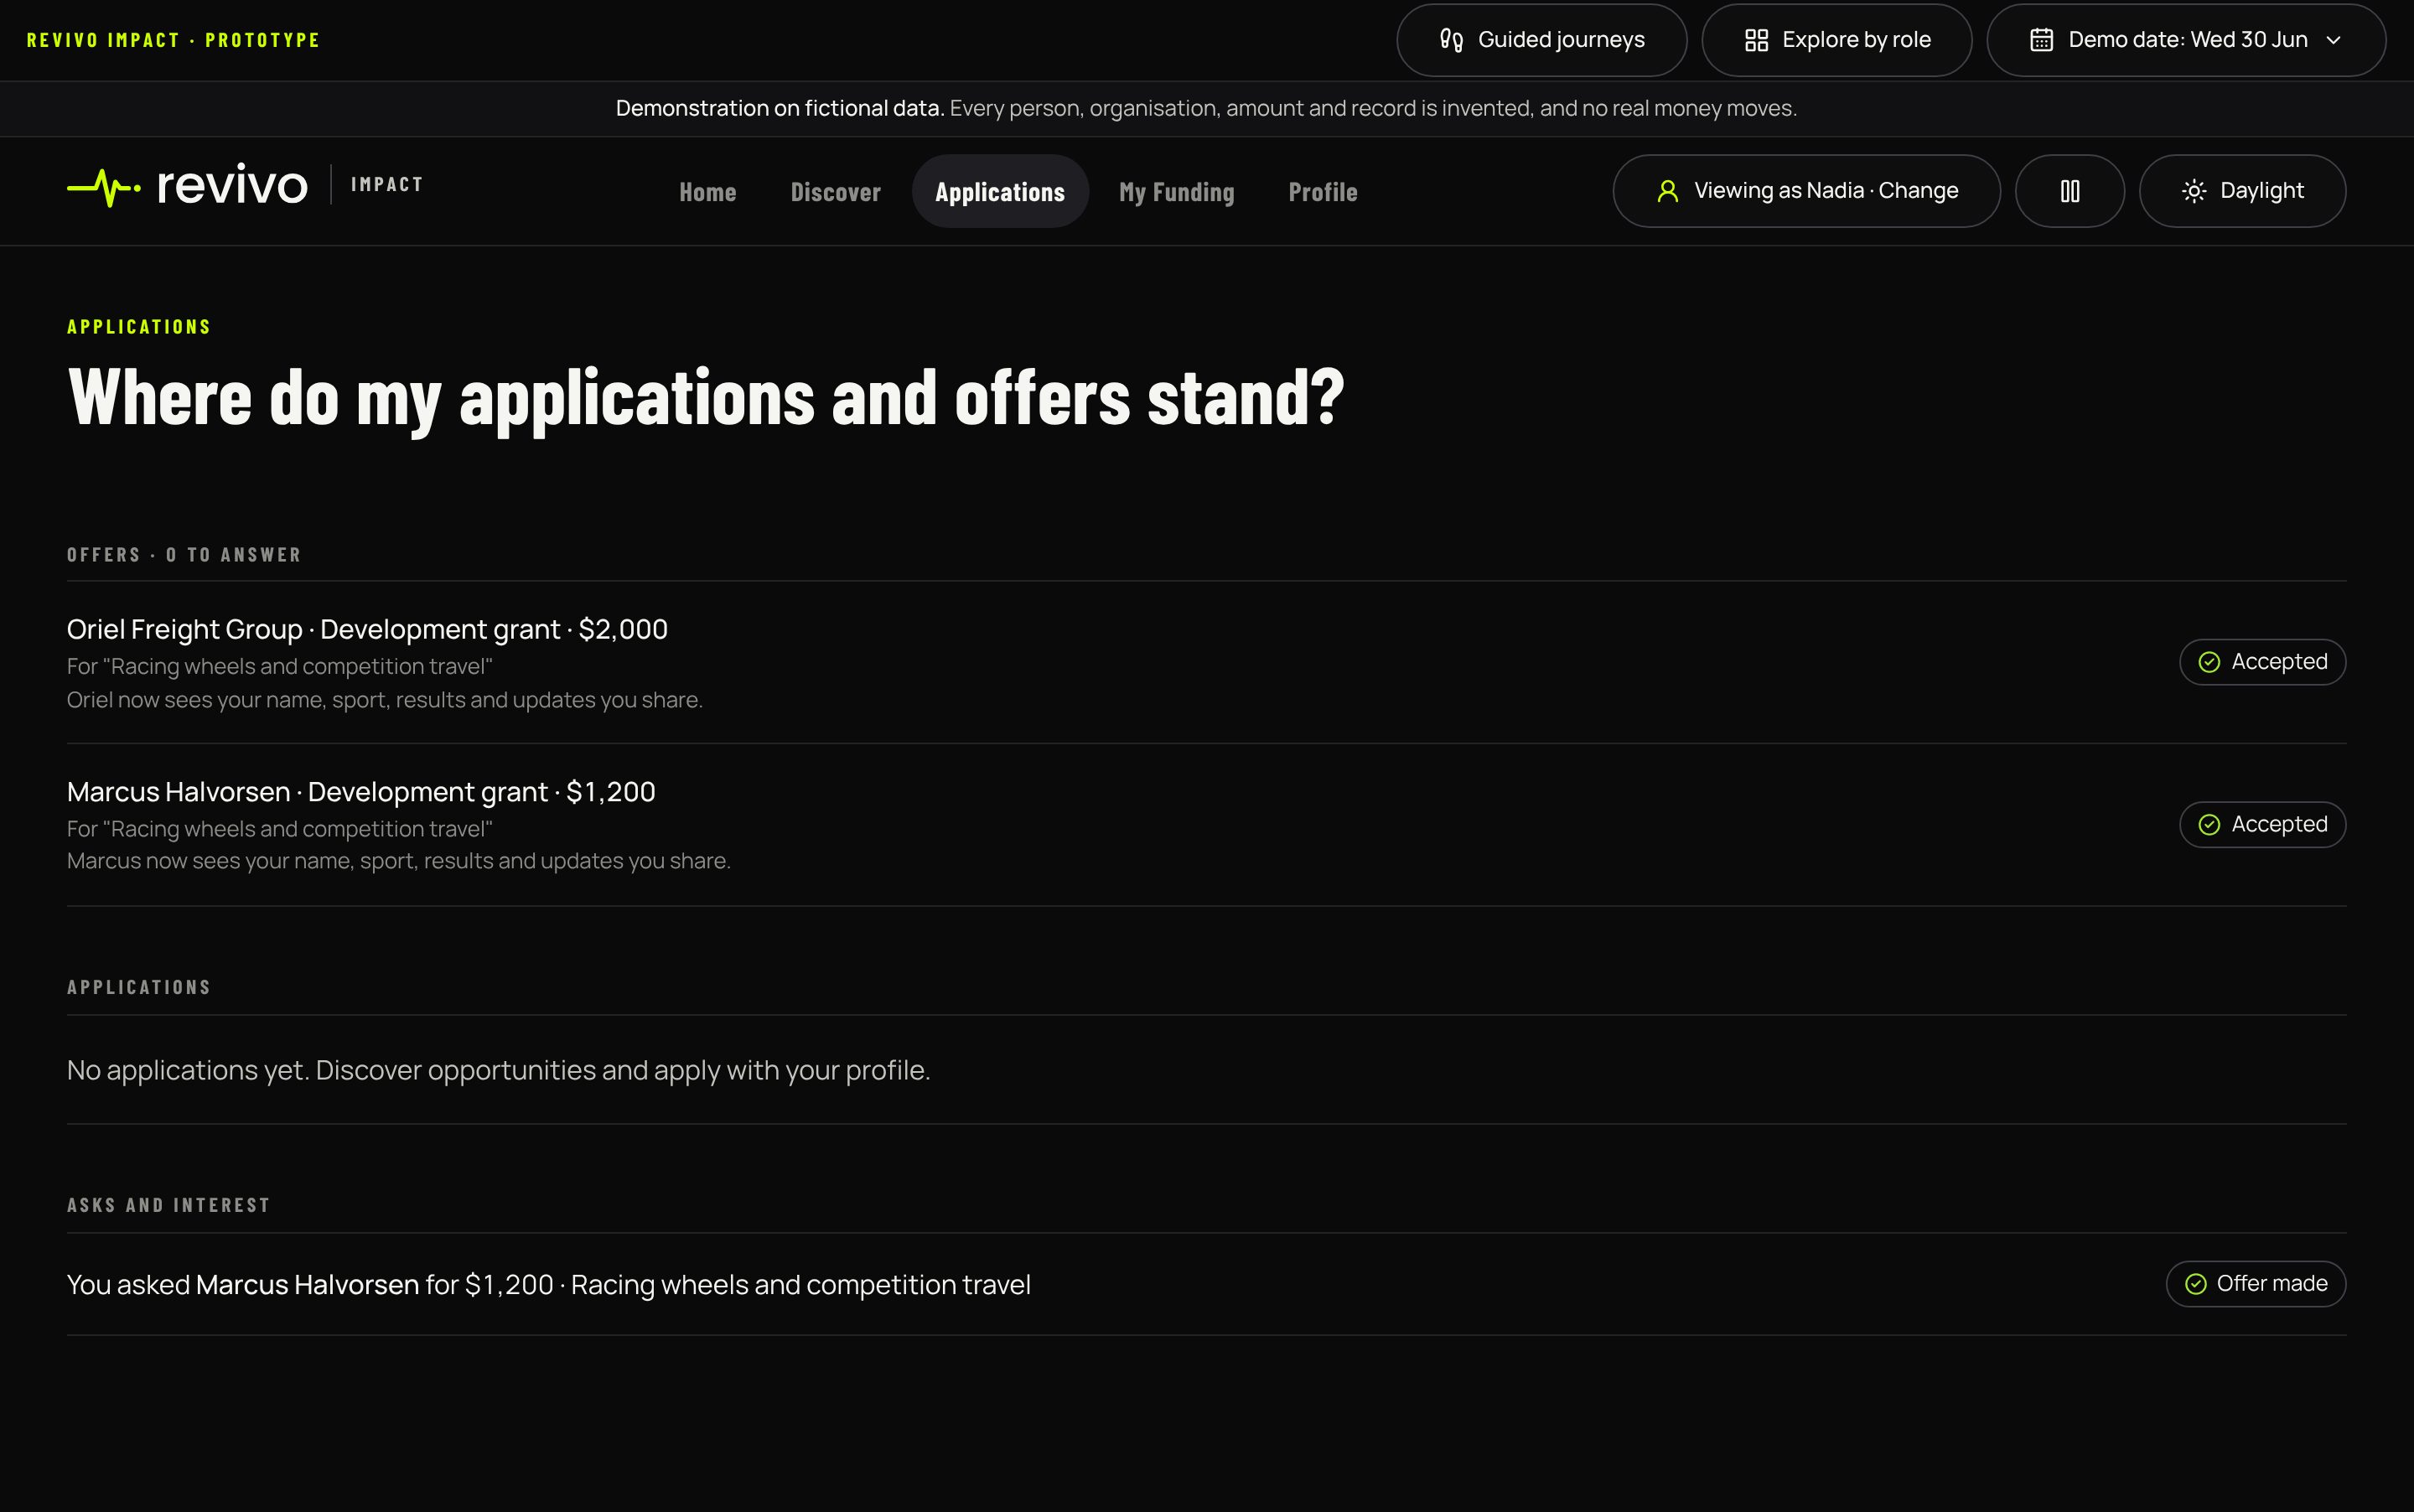 REVIVO IMPACT · PROTOTYPE
Guided journeys
Explore by role
Demo date: Wed 30 Jun
Demonstration on fictional data. Every person, organisation, amount and record is invented, and no real money moves.
revivo
IMPACT
Home
Discover
Applications
My Funding
Profile
Viewing as Nadia · Change
Daylight
APPLICATIONS
Where do my applications and offers stand?
OFFERS · 0 TO ANSWER
Oriel Freight Group · Development grant · $2,000
For "Racing wheels and competition travel"
Oriel now sees your name, sport, results and updates you share.
Accepted
Marcus Halvorsen · Development grant · $1,200
For "Racing wheels and competition travel"
Marcus now sees your name, sport, results and updates you share.
Accepted
APPLICATIONS
No applications yet. Discover opportunities and apply with your profile.
ASKS AND INTEREST
You asked Marcus Halvorsen for $1,200 · Racing wheels and competition travel
Offer made